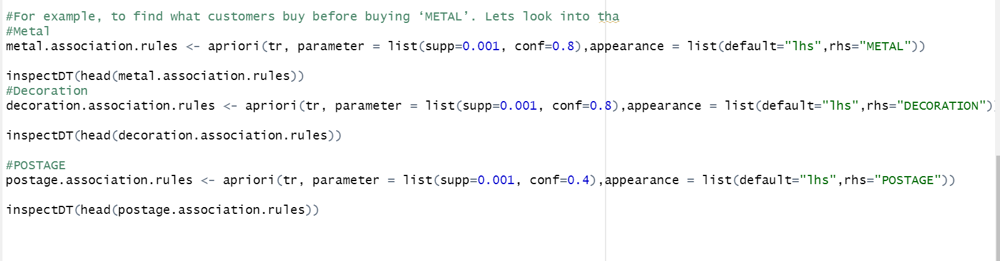 #For example, to find what customers buy before buying ‘METAL’. Lets look into tha
#Metal
metal.association.rules <- apriori(tr, parameter = list(supp=0.001, conf=0.8),appearance = list(default="lhs",rhs="METAL"))
inspectDT(head(metal.association.rules))
#Decoration
decoration.association.rules <- apriori(tr, parameter = list(supp=0.001, conf=0.8),appearance = list(default="lhs",rhs="DECORATION"))
inspectDT(head(decoration.association.rules))
#POSTAGE
postage.association.rules <- apriori(tr, parameter = list(supp=0.001, conf=0.4),appearance = list(default="lhs",rhs="POSTAGE"))
inspectDT(head(postage.association.rules))